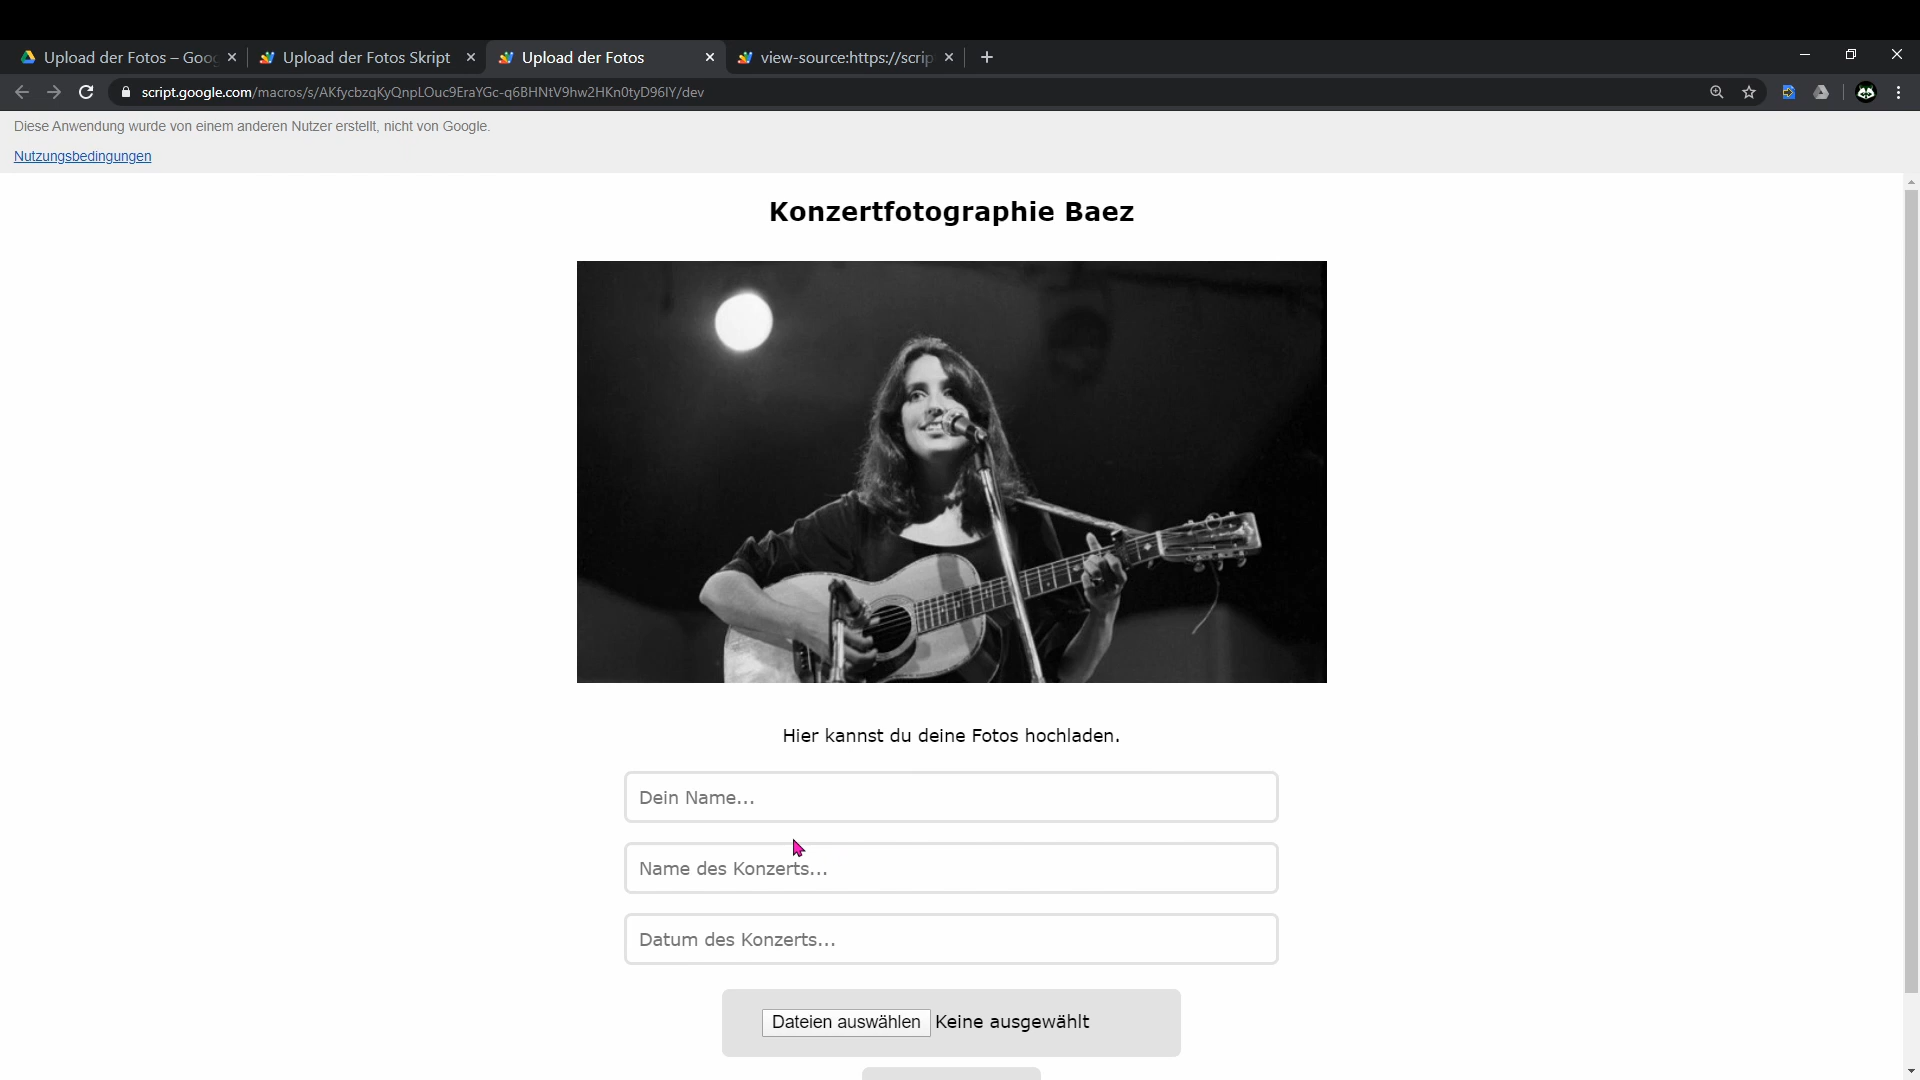 Upload der Fotos – Goog
Upload der Fotos Skript
Upload der Fotos
view-source:https://scrip
script.google.com/macros/s/AKfycbzqKyQnpLOuc9EraYGc-q6BHNtV9hw2HKn0tyD96IY/dev
Diese Anwendung wurde von einem anderen Nutzer erstellt, nicht von Google.
Nutzungsbedingungen
Konzertfotographie Baez
Hier kannst du deine Fotos hochladen.
Dein Name...
Name des Konzerts...
Datum des Konzerts...
Dateien auswählen Keine ausgewählt